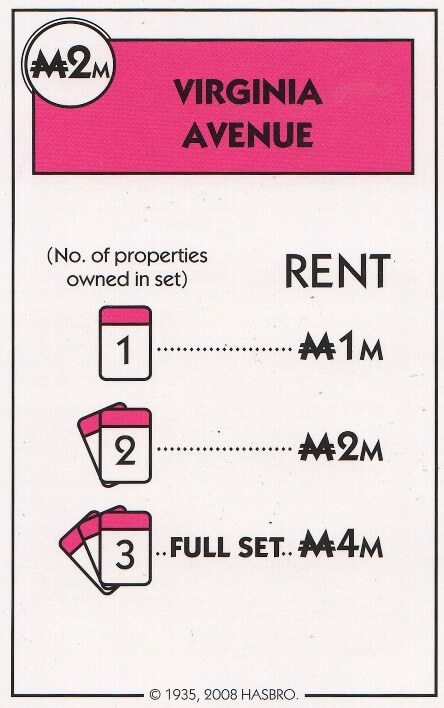 ₩2M
VIRGINIA
AVENUE
(No. of properties
owned in set)
RENT
1 .......................... M1M
2 .......................... M2M
3 ..FULL SET.. M4M
© 1935, 2008 HASBRO.